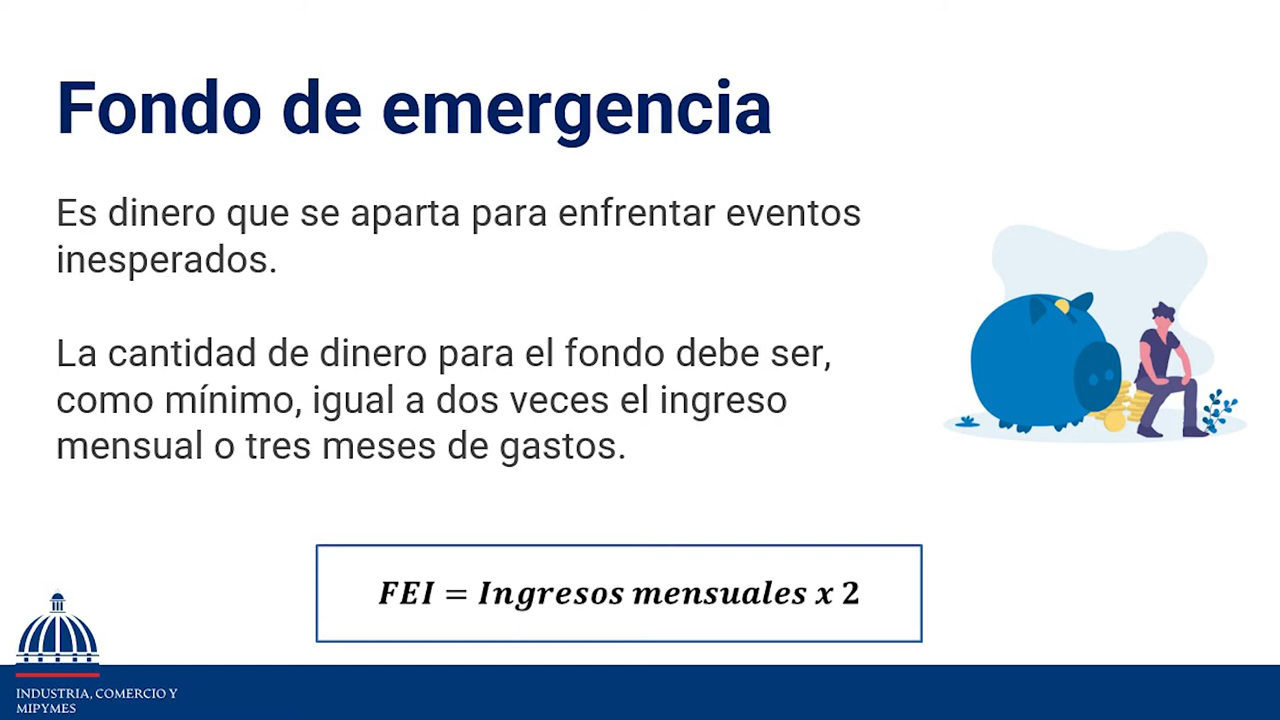 Fondo de emergencia
Es dinero que se aparta para enfrentar eventos
inesperados.
La cantidad de dinero para el fondo debe ser,
como mínimo, igual a dos veces el ingreso
mensual o tres meses de gastos.
FEI = Ingresos mensuales x 2
INDUSTRIA, COMERCIO Y
MIPYMES